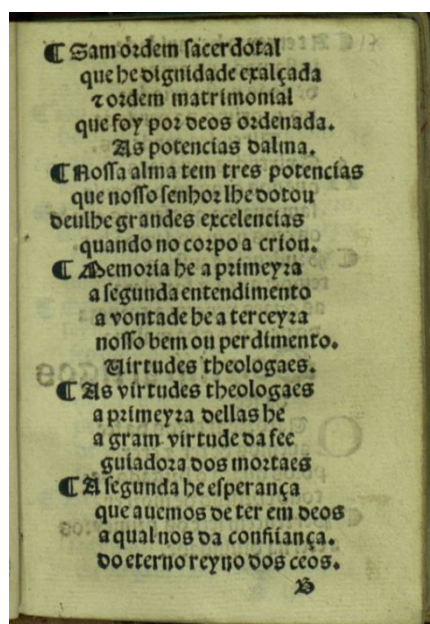 ¶ Sam ordem sacerdotal
que he dignidade exalçada
⁊ ordem matrimonial
que foy por deos ordenada.
As potencias dalma.
¶ Nossa alma tem tres potencias
que nosso senhor lhe dotou
deulhe grandes excelencias
quando no corpo a criou.
¶ Memoria he a primeyra
a segunda entendimento
a vontade he a terceyra
nosso bem ou perdimento.
Virtudes theologaes.
¶ As virtudes theologaes
a primeyra dellas he
a gram virtude da fee
guiadora dos mortaes
¶ A segunda he esperança
que auemos de ter em deos
a qual nos da confiiança.
do eterno reyno dos ceos.
B